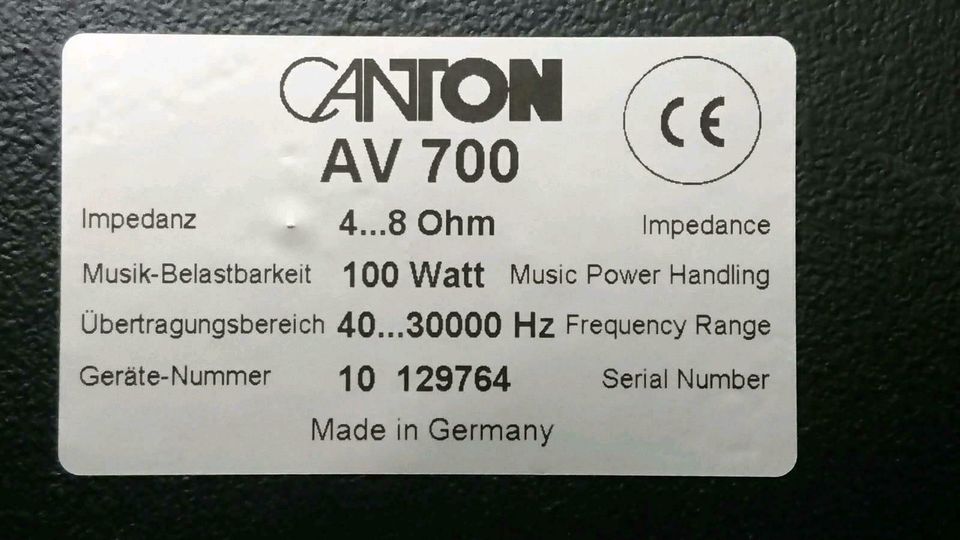 CANTON
CE
AV 700
Impedanz 4...8 Ohm Impedance
Musik-Belastbarkeit 100 Watt Music Power Handling
Übertragungsbereich 40...30000 Hz Frequency Range
Geräte-Nummer 10 129764 Serial Number
Made in Germany